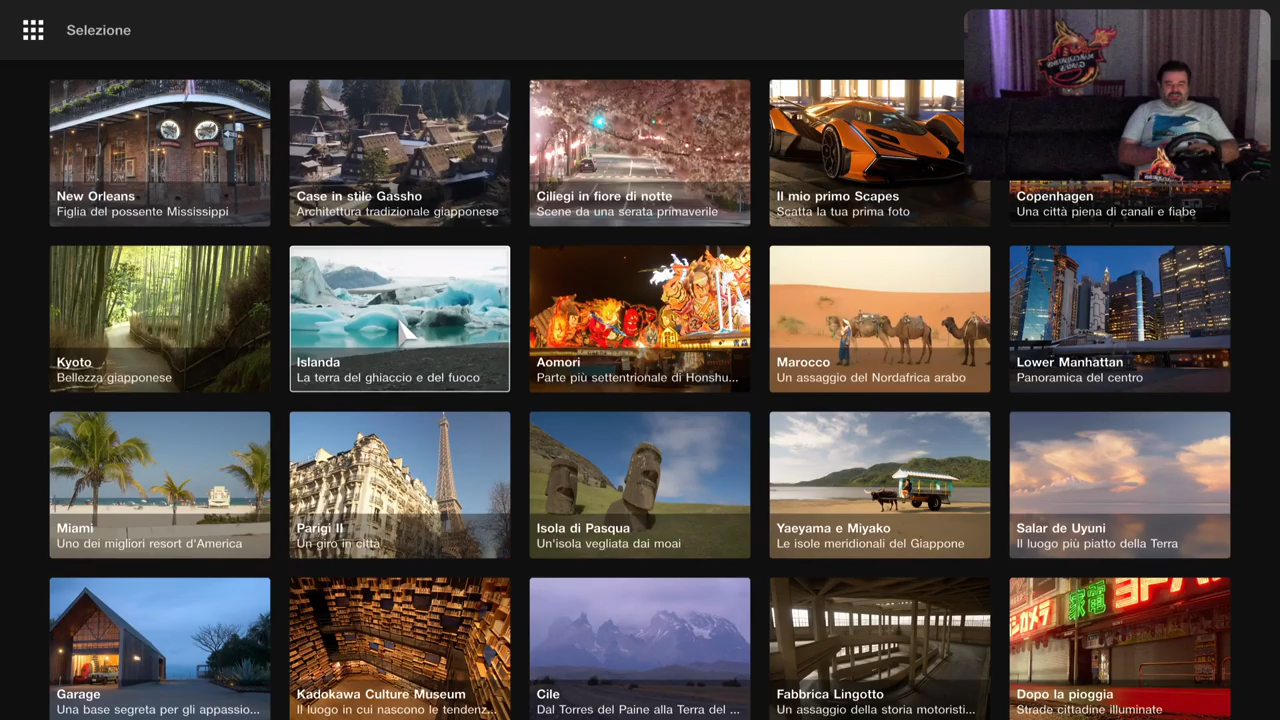 Selezione
New Orleans
Figlia del possente Mississippi
Case in stile Gassho
Architettura tradizionale giapponese
Ciliegi in fiore di notte
Scene da una serata primaverile
Il mio primo Scapes
Scatta la tua prima foto
Copenhagen
Una città piena di canali e fiabe
Kyoto
Bellezza giapponese
Islanda
La terra del ghiaccio e del fuoco
Aomori
Parte più settentrionale di Honshu...
Marocco
Un assaggio del Nordafrica arabo
Lower Manhattan
Panoramica del centro
Miami
Uno dei migliori resort d'America
Parigi II
Un giro in città
Isola di Pasqua
Un'isola vegliata dai moai
Yaeyama e Miyako
Le isole meridionali del Giappone
Salar de Uyuni
Il luogo più piatto della Terra
Garage
Una base segreta per gli appassio...
Kadokawa Culture Museum
Il luogo in cui nascono le tendenz...
Cile
Dal Torres del Paine alla Terra del ...
Fabbrica Lingotto
Un assaggio della storia motoristi...
家電
Dopo la pioggia
Strade cittadine illuminate